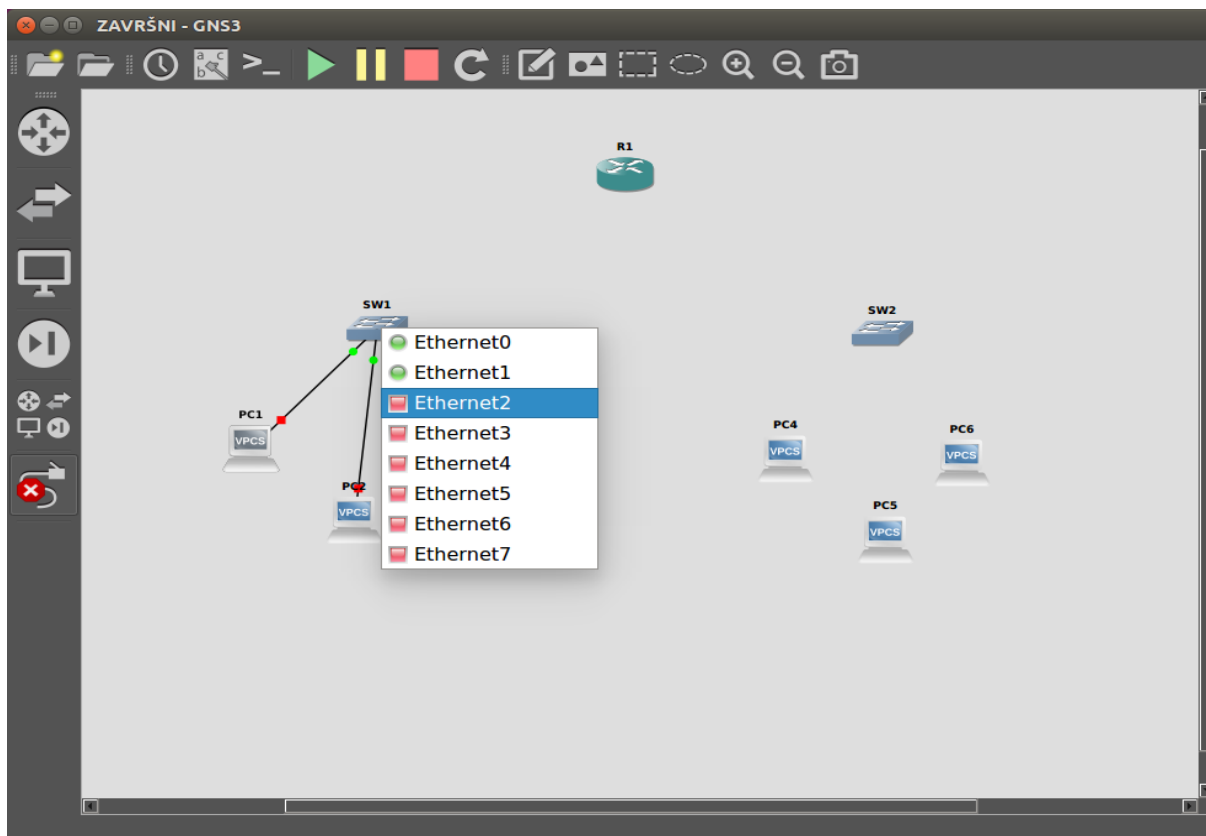 ZAVRŠNI - GNS3
R1
SW1
SW2
Ethernet0
Ethernet1
Ethernet2
Ethernet3
Ethernet4
Ethernet5
Ethernet6
Ethernet7
PC1
VPCS
PC2
VPCS
PC4
VPCS
PC6
VPCS
PC5
VPCS